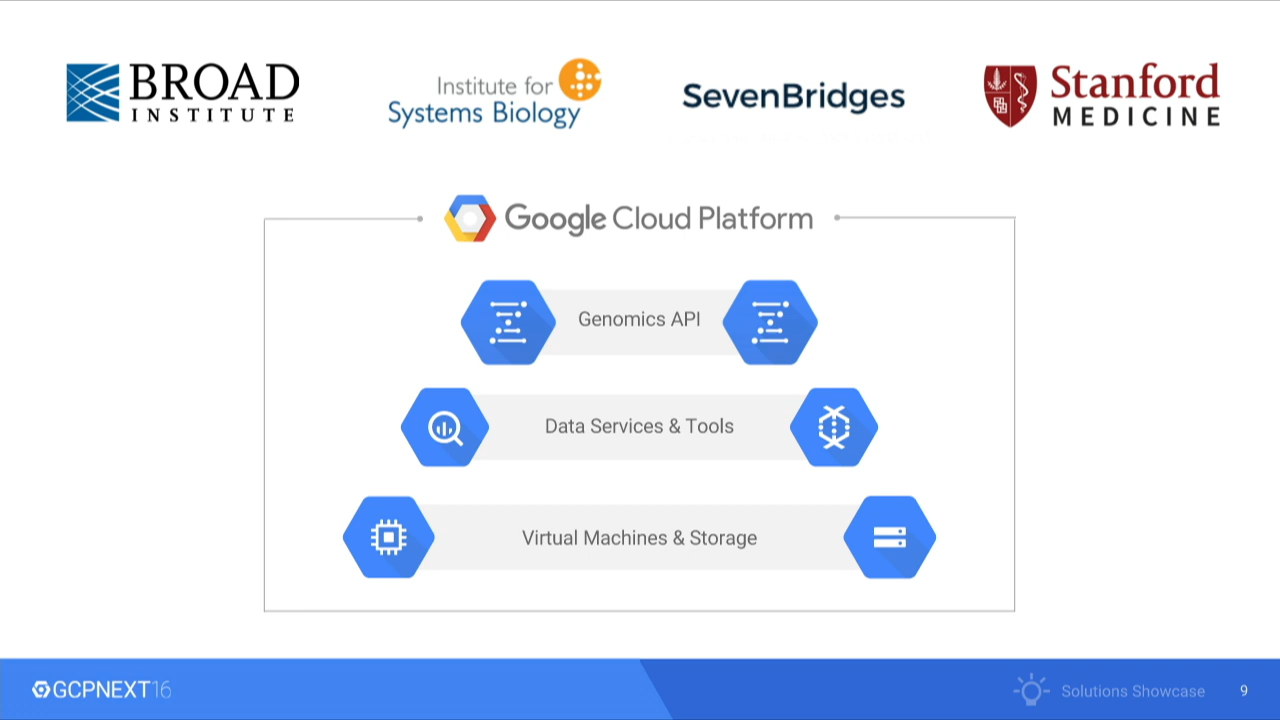 BROAD
INSTITUTE
Institute for
Systems Biology
SevenBridges
Stanford
MEDICINE
Google Cloud Platform
Genomics API
Data Services & Tools
Virtual Machines & Storage
GCPNEXT16
Solutions Showcase
9